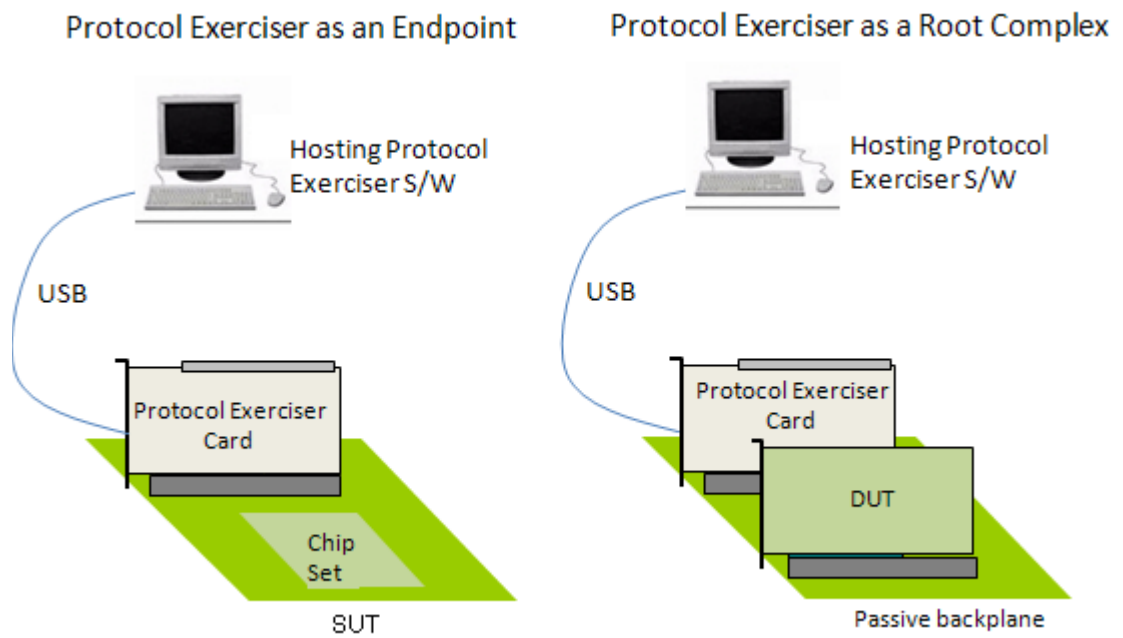 Protocol Exerciser as an Endpoint
Hosting Protocol
Exerciser S/W
USB
Protocol Exerciser
Card
Chip
Set
SUT
Protocol Exerciser as a Root Complex
Hosting Protocol
Exerciser S/W
USB
Protocol Exerciser
Card
DUT
Passive backplane